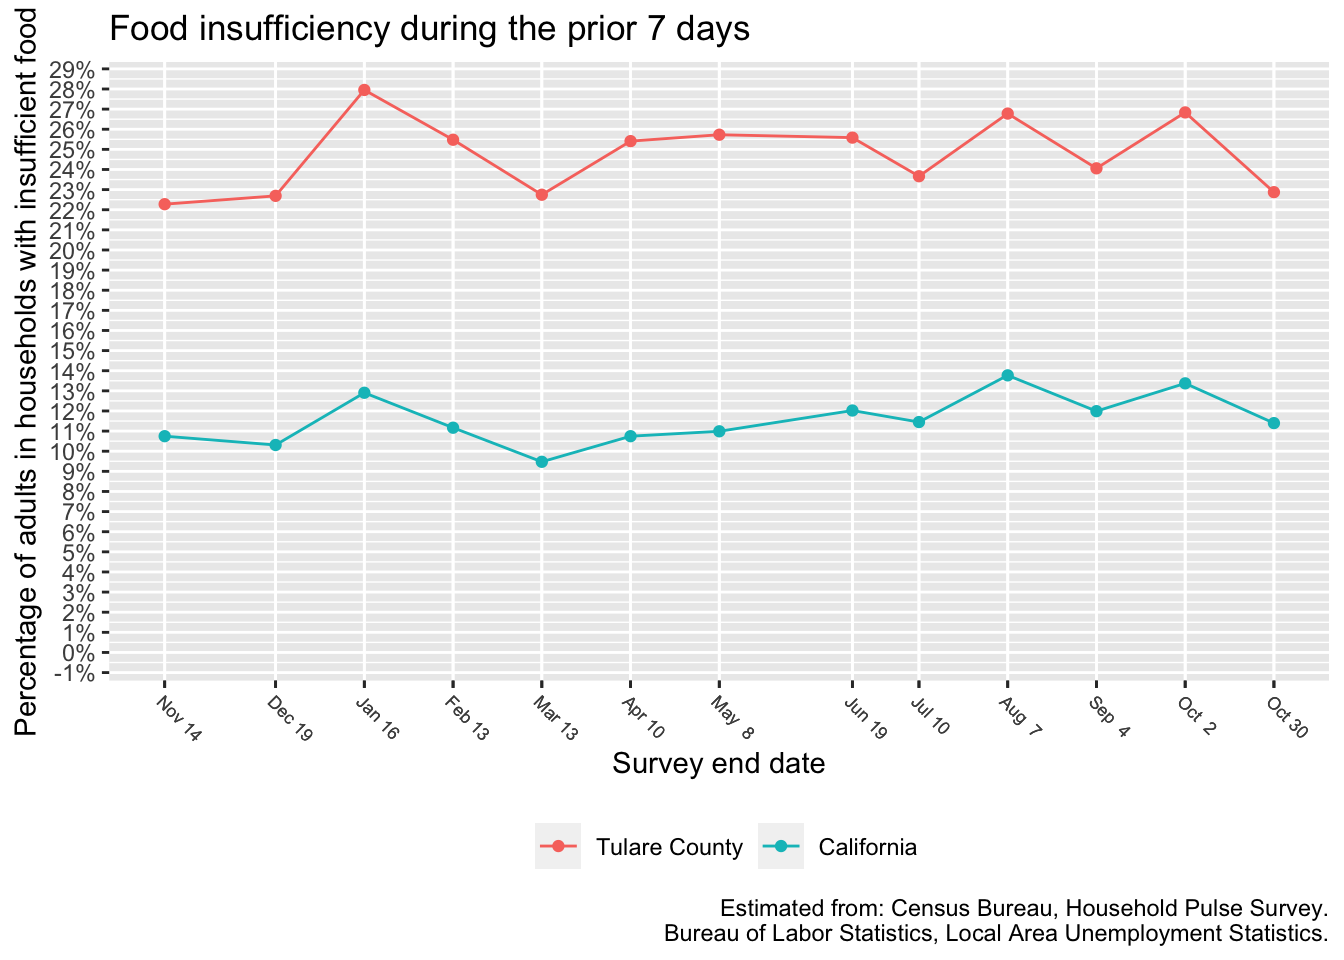 Food insufficiency during the prior 7 days
Percentage of adults in households with insufficient food
29%
28%
27%
26%
25%
24%
23%
22%
21%
20%
19%
18%
17%
16%
15%
14%
13%
12%
11%
10%
9%
8%
7%
6%
5%
4%
3%
2%
1%
0%
-1%
Nov 14
Dec 19
Jan 16
Feb 13
Mar 13
Apr 10
May 8
Jun 19
Jul 10
Aug 7
Sep 4
Oct 2
Oct 30
Survey end date
Tulare County
California
Estimated from: Census Bureau, Household Pulse Survey.
Bureau of Labor Statistics, Local Area Unemployment Statistics.